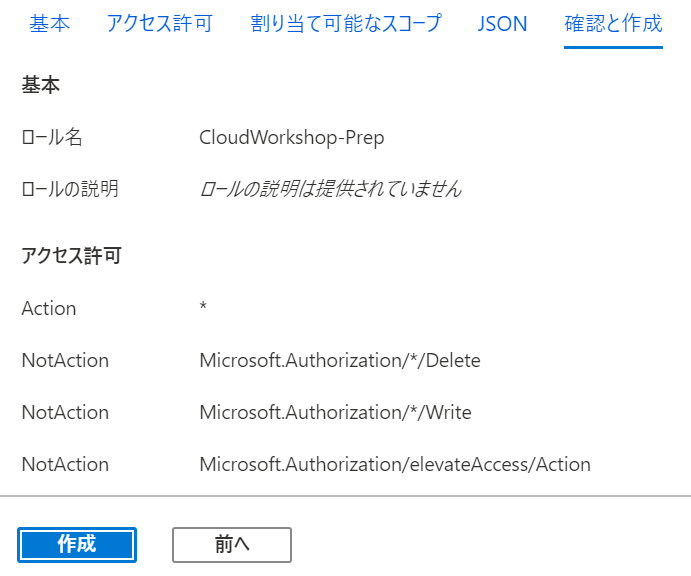 基本 アクセス許可 割り当て可能なスコープ JSON 確認と作成
基本
ロール名 CloudWorkshop-Prep
ロールの説明 ロールの説明は提供されていません
アクセス許可
Action *
NotAction Microsoft.Authorization/*/Delete
NotAction Microsoft.Authorization/*/Write
NotAction Microsoft.Authorization/elevateAccess/Action
作成 前へ